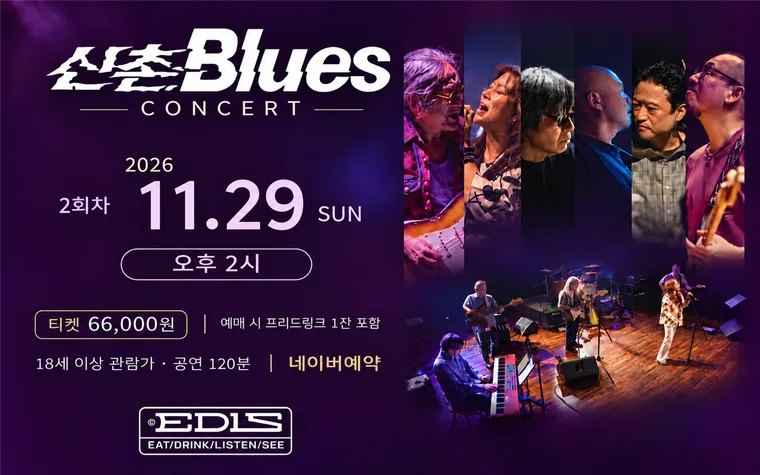 신촌Blues
CONCERT
2026
2회차 11.29 SUN
오후 2시
티켓 66,000원 | 예매 시 프리드링크 1잔 포함
18세 이상 관람가 · 공연 120분 | 네이버예약
©EDIS
EAT/DRINK/LISTEN/SEE